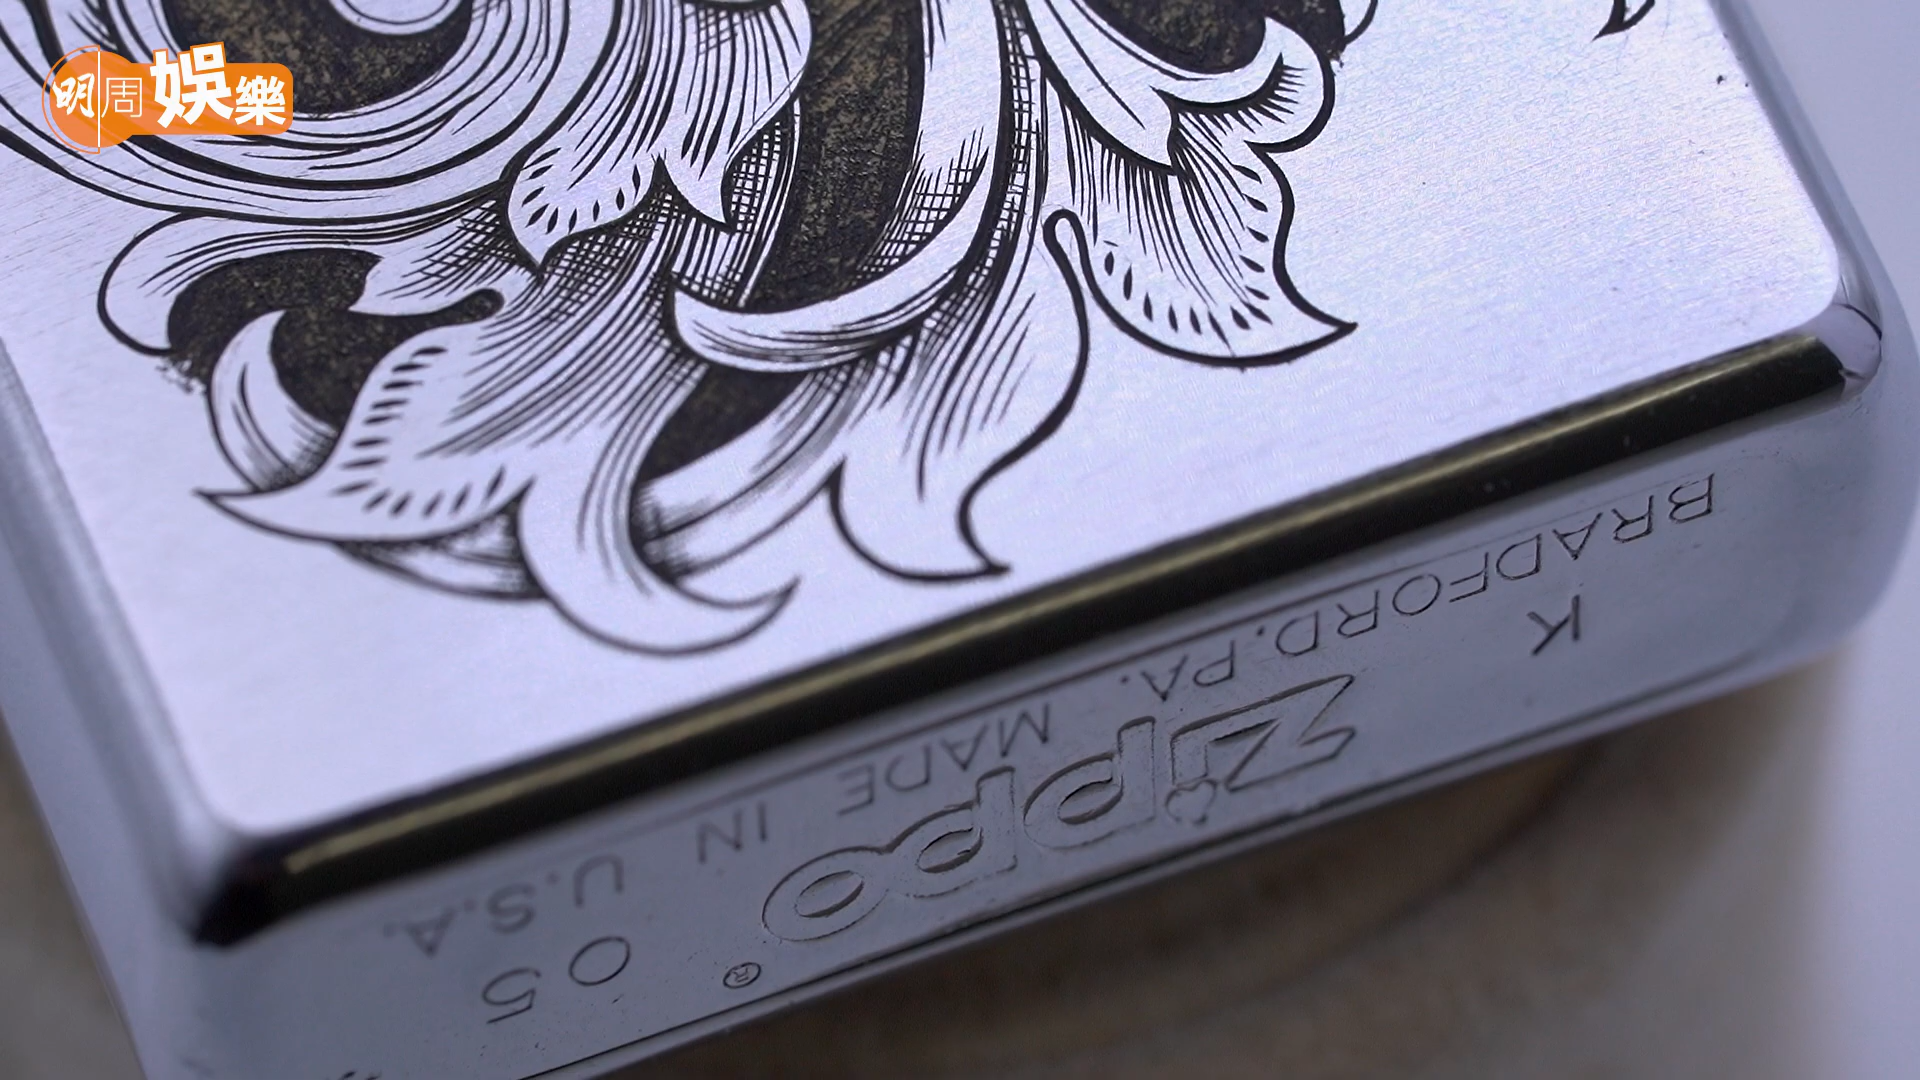 明周娛樂
BRADFORD.PA. MADE IN U.S.A.
K Zippo ® 05